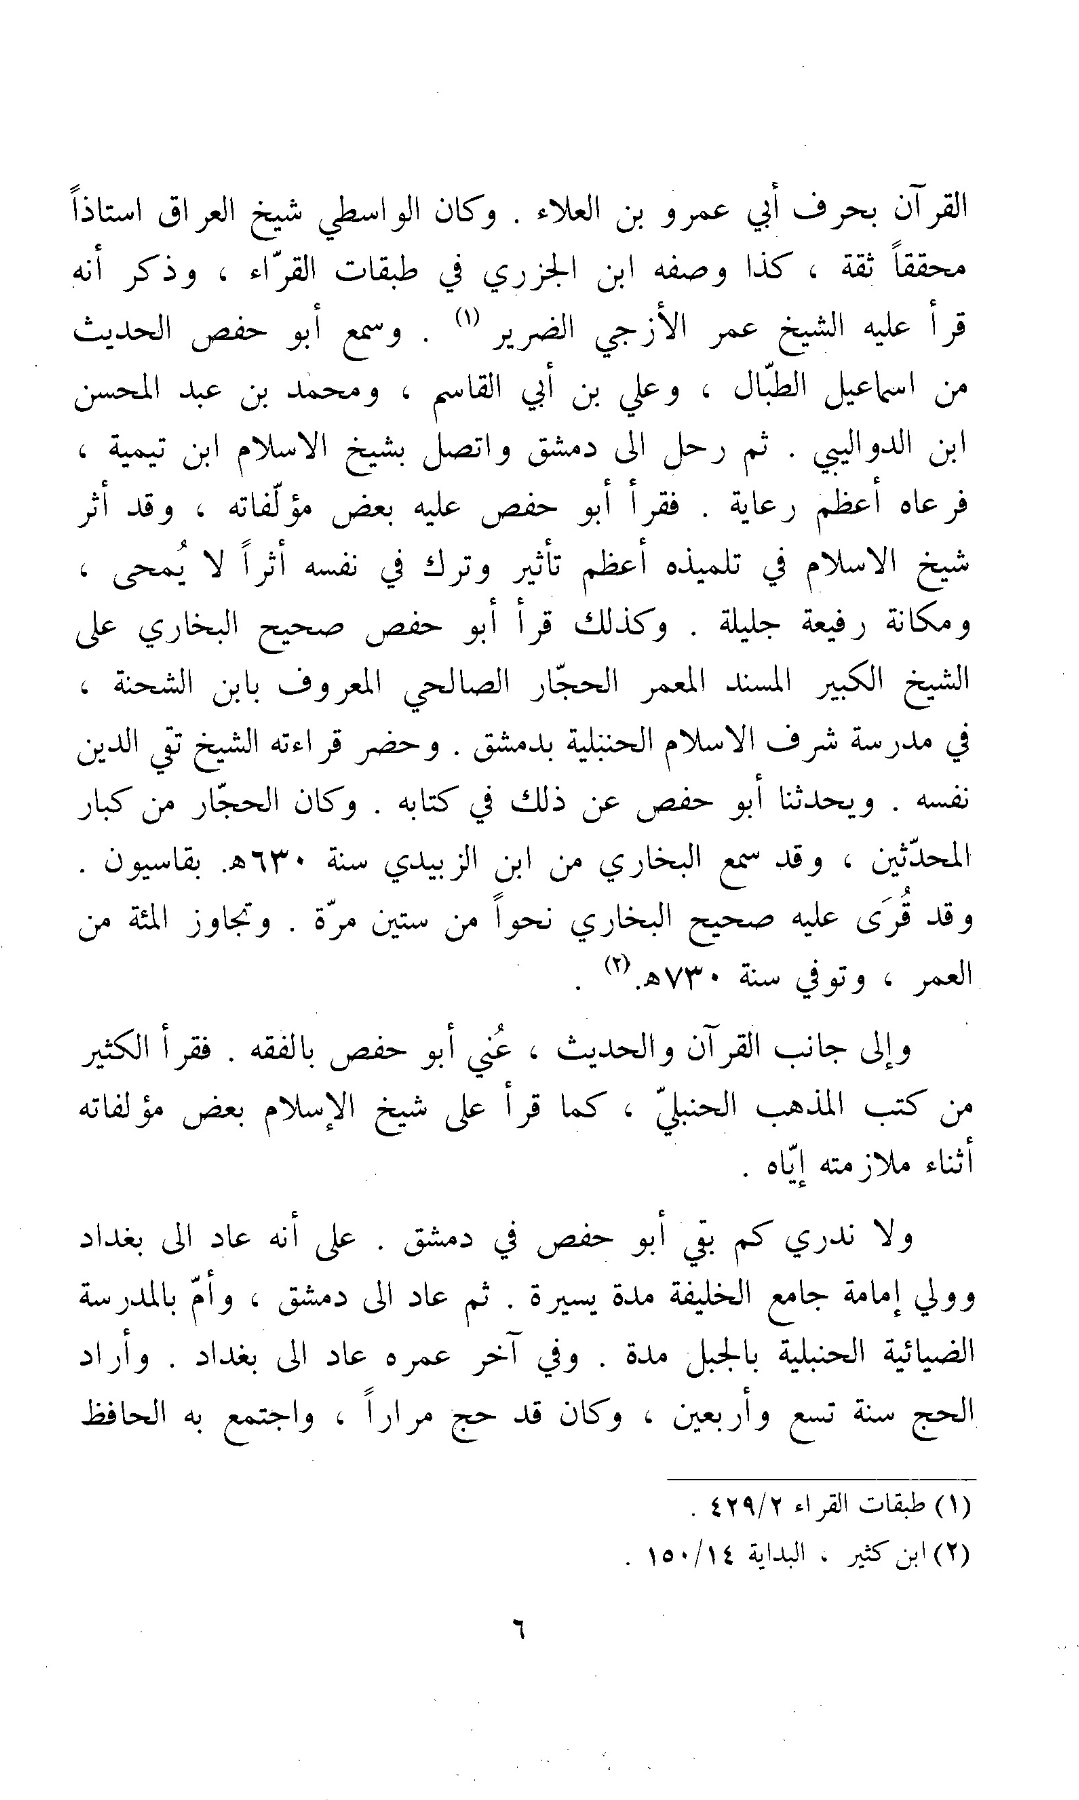 القرآن بحرف أبي عمرو بن العلاء . وكان الواسطي شيخ العراق استاذاً
محققاً ثقة ، كذا وصفه ابن الجزري في طبقات القرّاء ، وذكر أنه
قرأ عليه الشيخ عمر الأزجي الضرير (١) . وسمع أبو حفص الحديث
من اسماعيل الطبّال ، وعلي بن أبي القاسم ، ومحمد بن عبد المحسن
ابن الدواليبي . ثم رحل الى دمشق واتصل بشيخ الاسلام ابن تيمية ،
فرعاه أعظم رعاية . فقرأ أبو حفص عليه بعض مؤلّفاته ، وقد أثر
شيخ الاسلام في تلميذه أعظم تأثير وترك في نفسه أثراً لا يُمحى ،
ومكانة رفيعة جليلة . وكذلك قرأ أبو حفص صحيح البخاري على
الشيخ الكبير المسند المعمر الحجّار الصالحي المعروف بابن الشحنة ،
في مدرسة شرف الاسلام الحنبلية بدمشق . وحضر قراءته الشيخ تقي الدين
نفسه . ويحدثنا أبو حفص عن ذلك في كتابه . وكان الحجّار من كبار
المحدّثين ، وقد سمع البخاري من ابن الزبيدي سنة ٦٣٠هـ. بقاسيون .
وقد قُرَى عليه صحيح البخاري نحواً من ستين مرّة . وتجاوز المئة من
العمر ، وتوفي سنة ٧٣٠هـ.(٢) .
وإلى جانب القرآن والحديث ، عُني أبو حفص بالفقه . فقرأ الكثير
من كتب المذهب الحنبليّ ، كما قرأ على شيخ الإسلام بعض مؤلفاته
أثناء ملازمته إيّاه .
ولا ندري كم بقي أبو حفص في دمشق . على أنه عاد الى بغداد
وولي إمامة جامع الخليفة مدة يسيرة . ثم عاد الى دمشق ، وأمّ بالمدرسة
الضيائية الحنبلية بالجبل مدة . وفي آخر عمره عاد الى بغداد . وأراد
الحج سنة تسع وأربعين ، وكان قد حج مراراً ، واجتمع به الحافظ
(١) طبقات القراء ٤٢٩/٢ .
(٢) ابن كثير ، البداية ١٥٠/١٤ .
٦